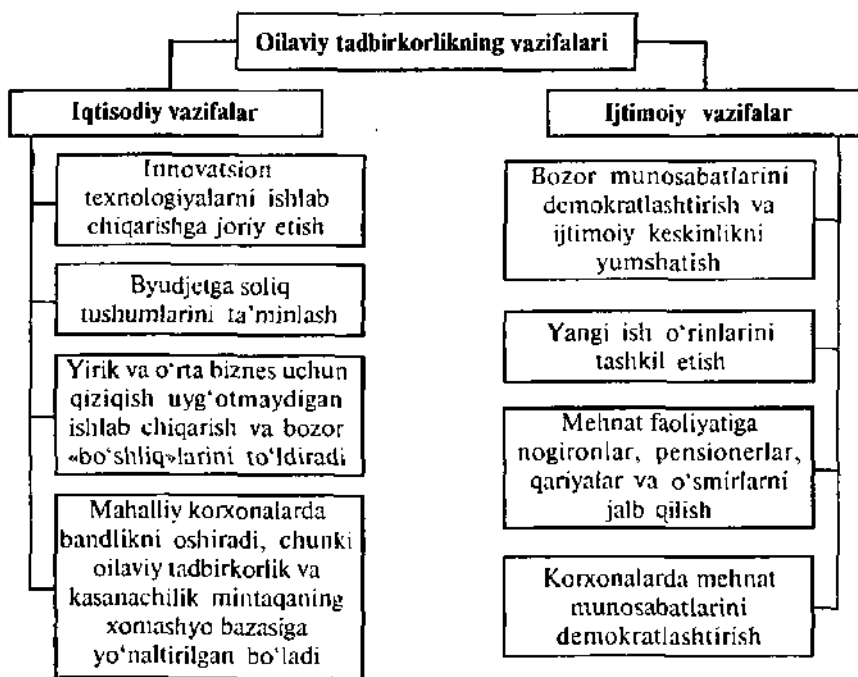 Oilaviy tadbirkorlikning vazifalari
Iqtisodiy vazifalar
Innovatsion
texnologiyalarni ishlab
chiqarishga joriy etish
Byudjetga soliq
tushumlarini ta’minlash
Yirik va o‘rta biznes uchun
qiziqish uyg‘otmaydigan
ishlab chiqarish va bozor
«bo‘shliq»larini to‘ldiradi
Mahalliy korxonalarda
bandlikni oshiradi, chunki
oilaviy tadbirkorlik va
kasanachilik mintaqaning
xomashyo bazasiga
yo‘naltirilgan bo‘ladi
Ijtimoiy vazifalar
Bozor munosabatlarini
demokratlashtirish va
ijtimoiy keskinlikni
yumshatish
Yangi ish o‘rinlarini
tashkil etish
Mehnat faoliyatiga
nogironlar, pensionerlar,
qariyalar va o‘smirlarni
jalb qilish
Korxonalarda mehnat
munosabatlarini
demokratlashtirish